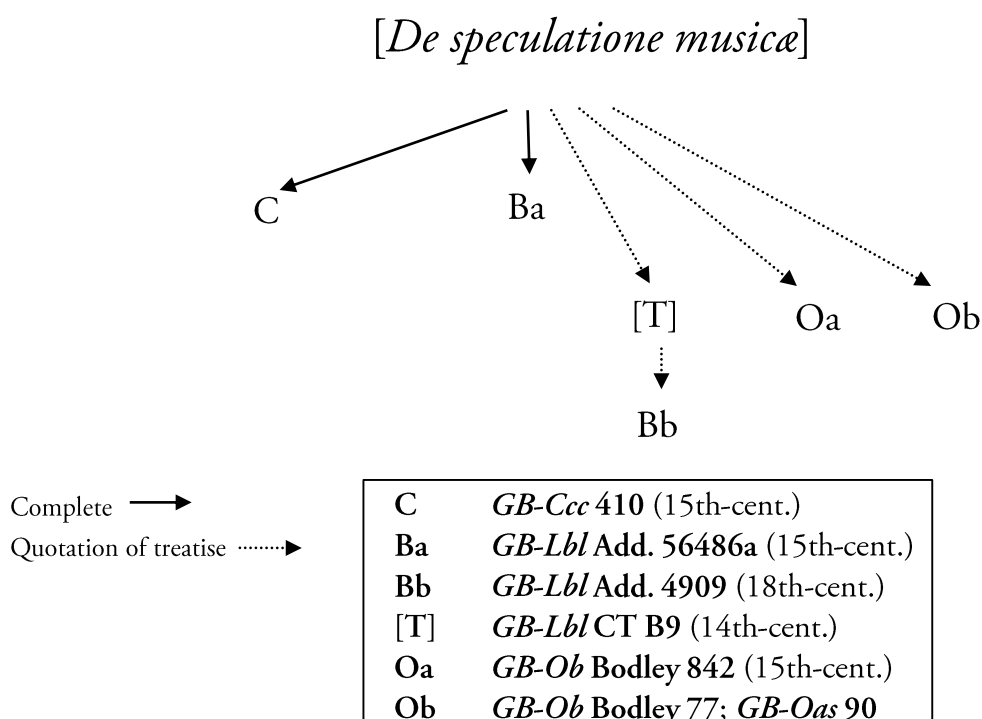 [De speculatione musicæ]
C
Ba
[T]
Oa
Ob
Bb
Complete
Quotation of treatise
C GB-Ccc 410 (15th-cent.)
Ba GB-Lbl Add. 56486a (15th-cent.)
Bb GB-Lbl Add. 4909 (18th-cent.)
[T] GB-Lbl CT B9 (14th-cent.)
Oa GB-Ob Bodley 842 (15th-cent.)
Ob GB-Ob Bodley 77; GB-Oas 90